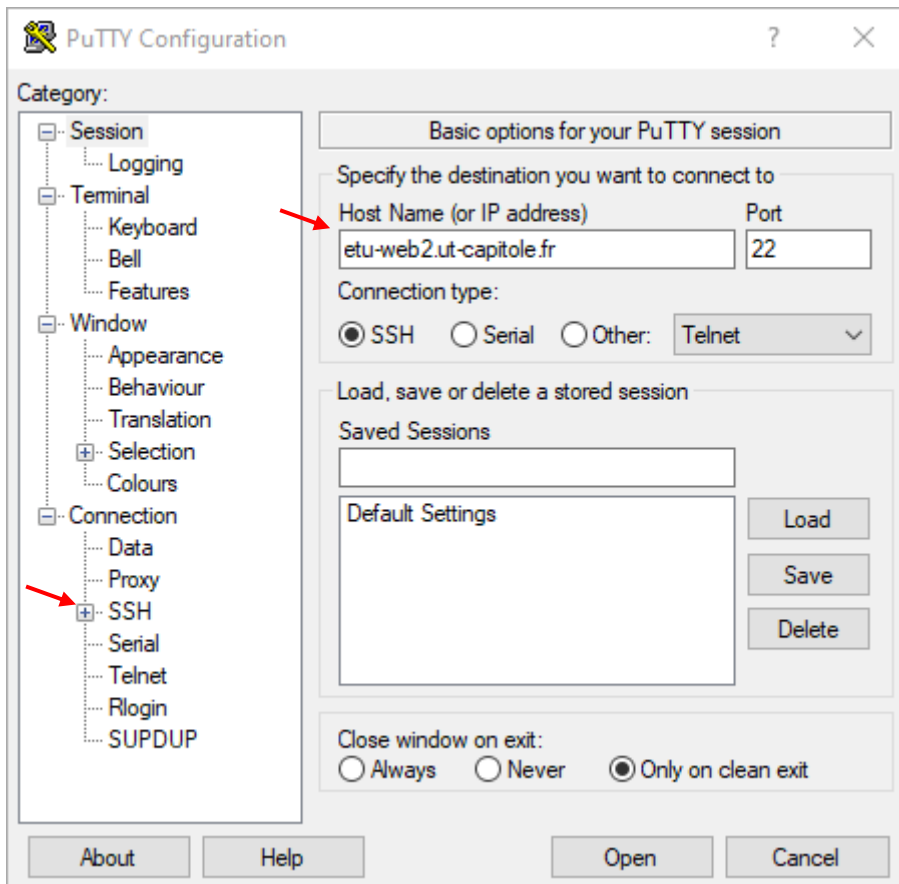 PuTTY Configuration
?
Category:
Session
Logging
Terminal
Keyboard
Bell
Features
Window
Appearance
Behaviour
Translation
Selection
Colours
Connection
Data
Proxy
SSH
Serial
Telnet
Rlogin
SUPDUP
Basic options for your PuTTY session
Specify the destination you want to connect to
Host Name (or IP address) Port
etu-web2.ut-capitole.fr 22
Connection type:
SSH Serial Other: Telnet
Load, save or delete a stored session
Saved Sessions
Default Settings
Load
Save
Delete
Close window on exit:
Always Never Only on clean exit
About Help Open Cancel